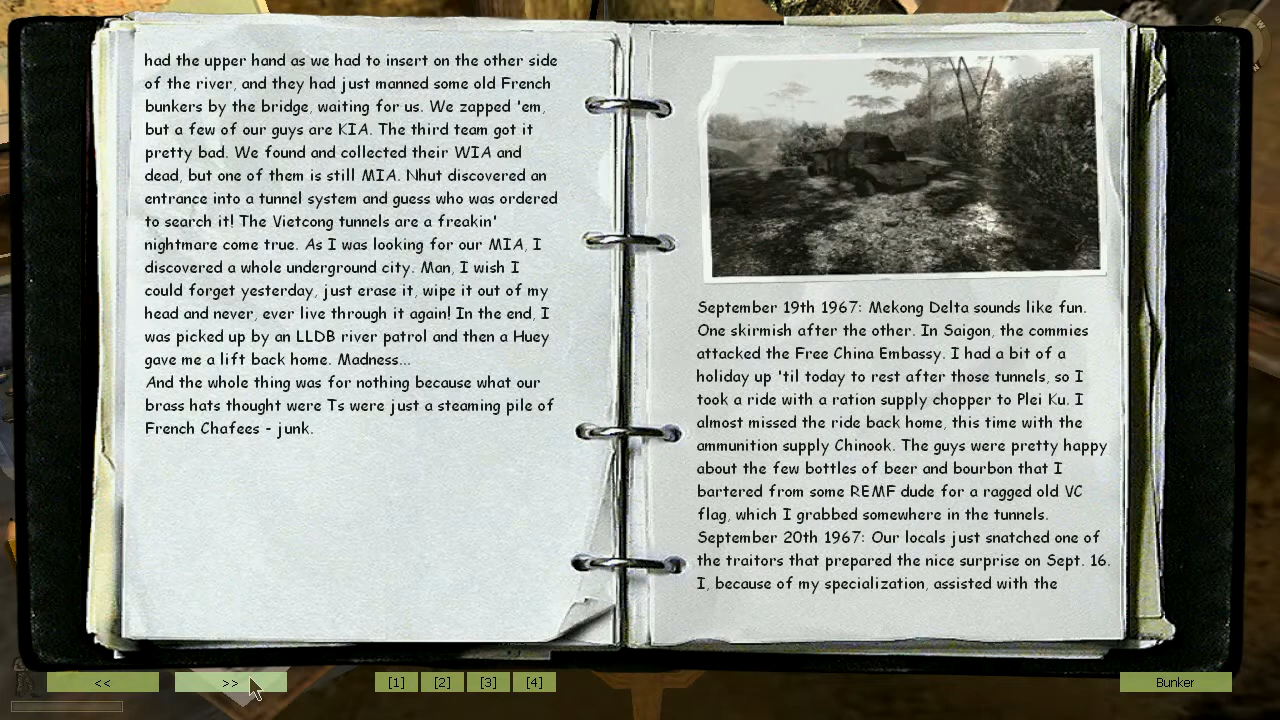 had the upper hand as we had to insert on the other side
of the river, and they had just manned some old French
bunkers by the bridge, waiting for us. We zapped 'em,
but a few of our guys are KIA. The third team got it
pretty bad. We found and collected their WIA and
dead, but one of them is still MIA. Nhut discovered an
entrance into a tunnel system and guess who was ordered
to search it! The Vietcong tunnels are a freakin'
nightmare come true. As I was looking for our MIA, I
discovered a whole underground city. Man, I wish I
could forget yesterday, just erase it, wipe it out of my
head and never, ever live through it again! In the end, I
was picked up by an LLDB river patrol and then a Huey
gave me a lift back home. Madness...
And the whole thing was for nothing because what our
brass hats thought were Ts were just a steaming pile of
French Chafees - junk.
September 19th 1967: Mekong Delta sounds like fun.
One skirmish after the other. In Saigon, the commies
attacked the Free China Embassy. I had a bit of a
holiday up 'til today to rest after those tunnels, so I
took a ride with a ration supply chopper to Plei Ku. I
almost missed the ride back home, this time with the
ammunition supply Chinook. The guys were pretty happy
about the few bottles of beer and bourbon that I
bartered from some REMF dude for a ragged old VC
flag, which I grabbed somewhere in the tunnels.
September 20th 1967: Our locals just snatched one of
the traitors that prepared the nice surprise on Sept. 16.
I, because of my specialization, assisted with the
<< >> [1] [2] [3] [4] Bunker
S W N